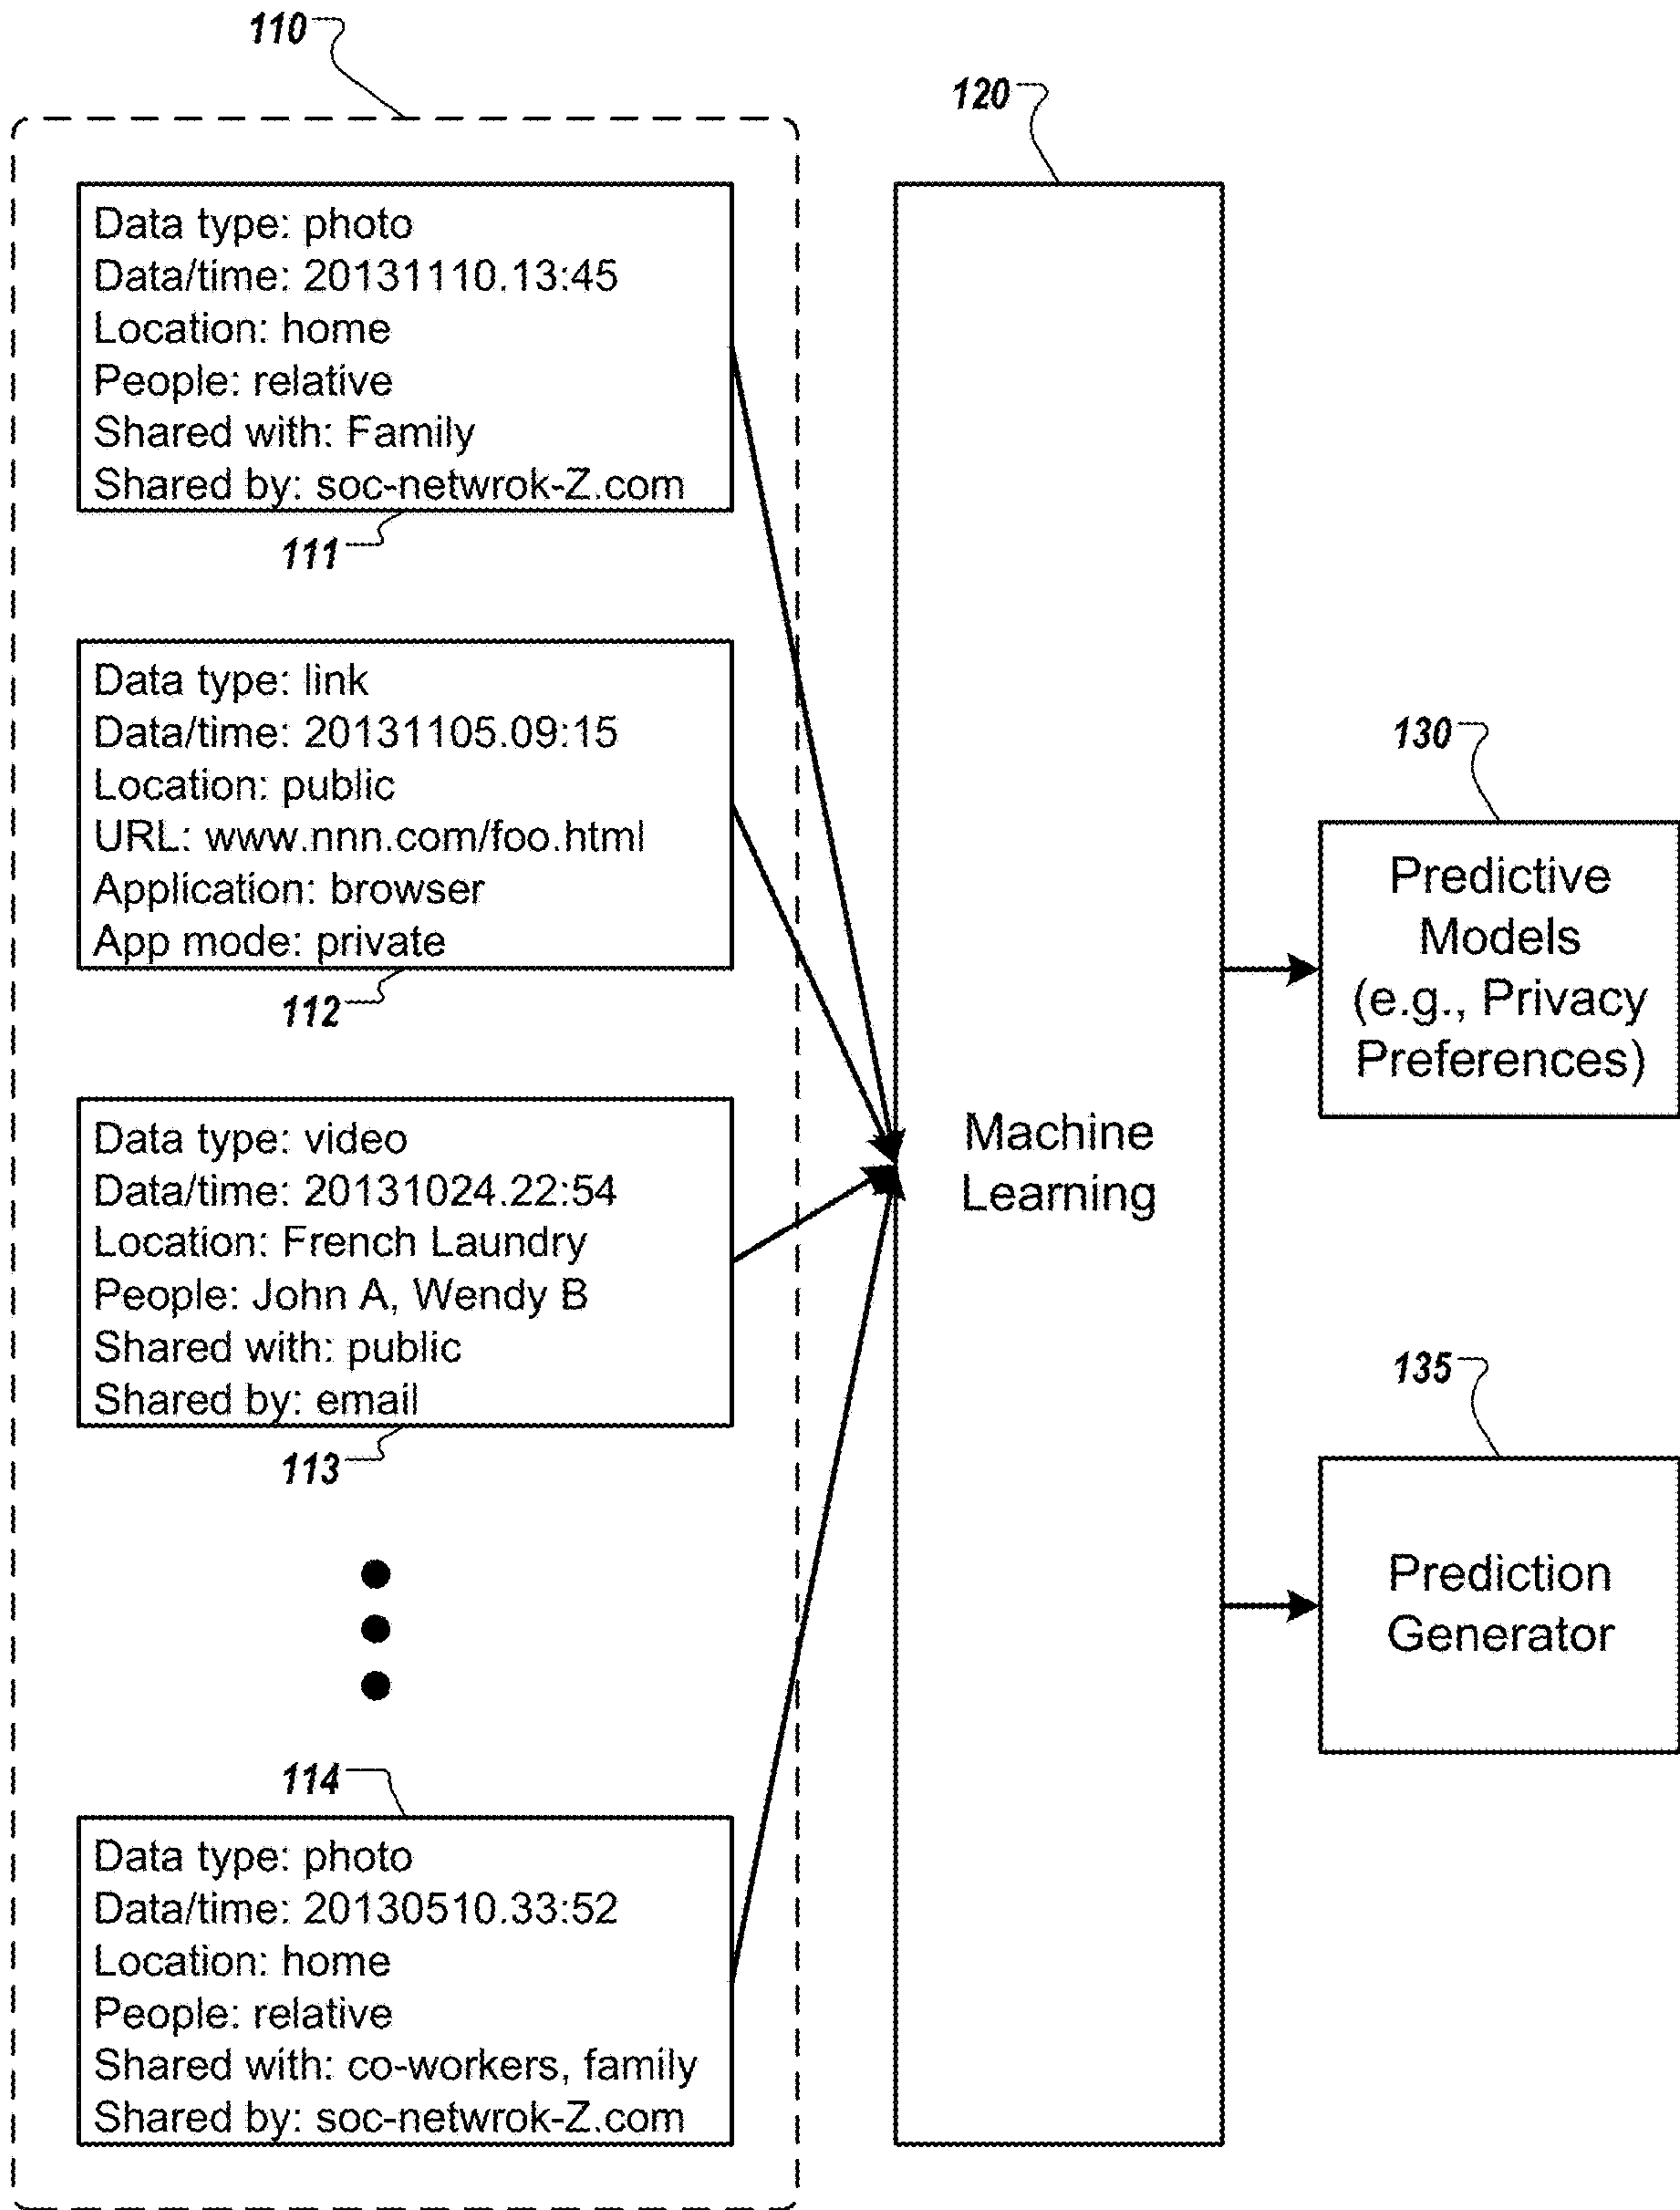 110
120
Data type: photo
Data/time: 20131110.13:45
Location: home
People: relative
Shared with: Family
Shared by: soc-netwrok-Z.com
111
Data type: link
Data/time: 20131105.09:15
Location: public
URL: www.nnn.com/foo.html
Application: browser
App mode: private
112
Data type: video
Data/time: 20131024.22:54
Location: French Laundry
People: John A, Wendy B
Shared with: public
Shared by: email
113
114
Data type: photo
Data/time: 20130510.33:52
Location: home
People: relative
Shared with: co-workers, family
Shared by: soc-netwrok-Z.com
Machine
Learning
130
Predictive
Models
(e.g., Privacy
Preferences)
135
Prediction
Generator